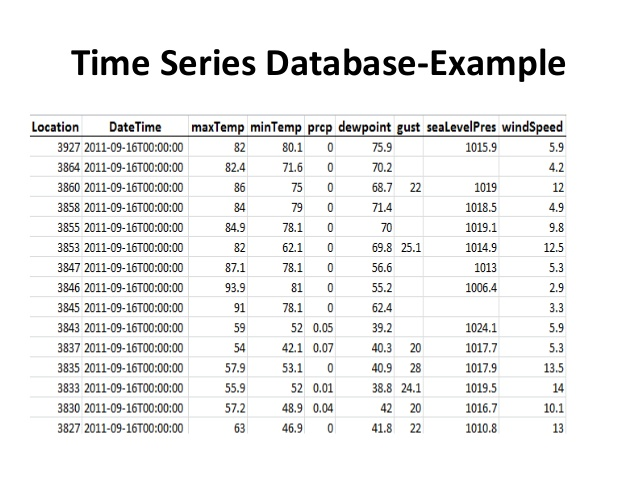 Time Series Database-Example
Location DateTime maxTemp minTemp prcp dewpoint gust seaLevelPres windSpeed
3927 2011-09-16T00:00:00 82 80.1 0 75.9 1015.9 5.9
3864 2011-09-16T00:00:00 82.4 71.6 0 70.2 4.2
3860 2011-09-16T00:00:00 86 75 0 68.7 22 1019 12
3858 2011-09-16T00:00:00 84 79 0 71.4 1018.5 4.9
3855 2011-09-16T00:00:00 84.9 78.1 0 70 1019.1 9.8
3853 2011-09-16T00:00:00 82 62.1 0 69.8 25.1 1014.9 12.5
3847 2011-09-16T00:00:00 87.1 78.1 0 56.6 1013 5.3
3846 2011-09-16T00:00:00 93.9 81 0 55.2 1006.4 2.9
3845 2011-09-16T00:00:00 91 78.1 0 62.4 3.3
3843 2011-09-16T00:00:00 59 52 0.05 39.2 1024.1 5.9
3837 2011-09-16T00:00:00 54 42.1 0.07 40.3 20 1017.7 5.3
3835 2011-09-16T00:00:00 57.9 53.1 0 40.9 28 1017.9 13.5
3833 2011-09-16T00:00:00 55.9 52 0.01 38.8 24.1 1019.5 14
3830 2011-09-16T00:00:00 57.2 48.9 0.04 42 20 1016.7 10.1
3827 2011-09-16T00:00:00 63 46.9 0 41.8 22 1010.8 13